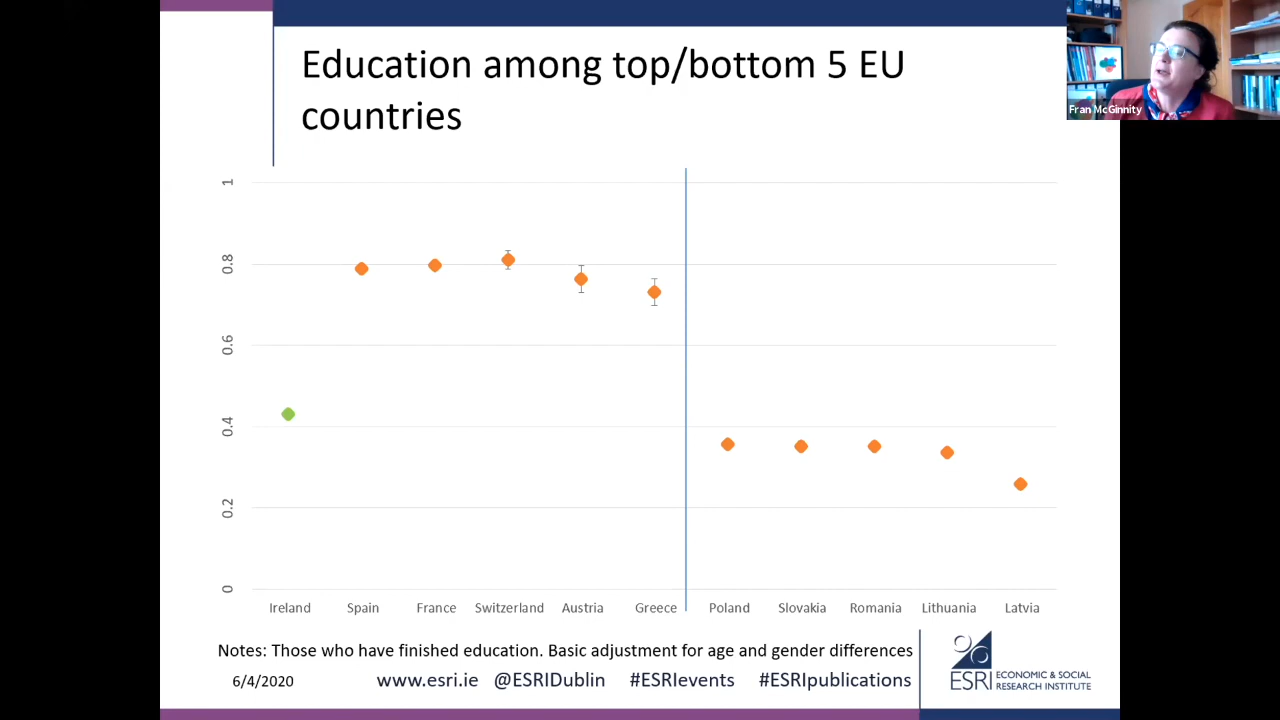 Education among top/bottom 5 EU
countries
Fran McGinnity
1
0.8
0.6
0.4
0.2
0
Ireland Spain France Switzerland Austria Greece Poland Slovakia Romania Lithuania Latvia
Notes: Those who have finished education. Basic adjustment for age and gender differences
6/4/2020 www.esri.ie @ESRIDublin #ESRIevents #ESRIpublications
ESRI ECONOMIC & SOCIAL
RESEARCH INSTITUTE